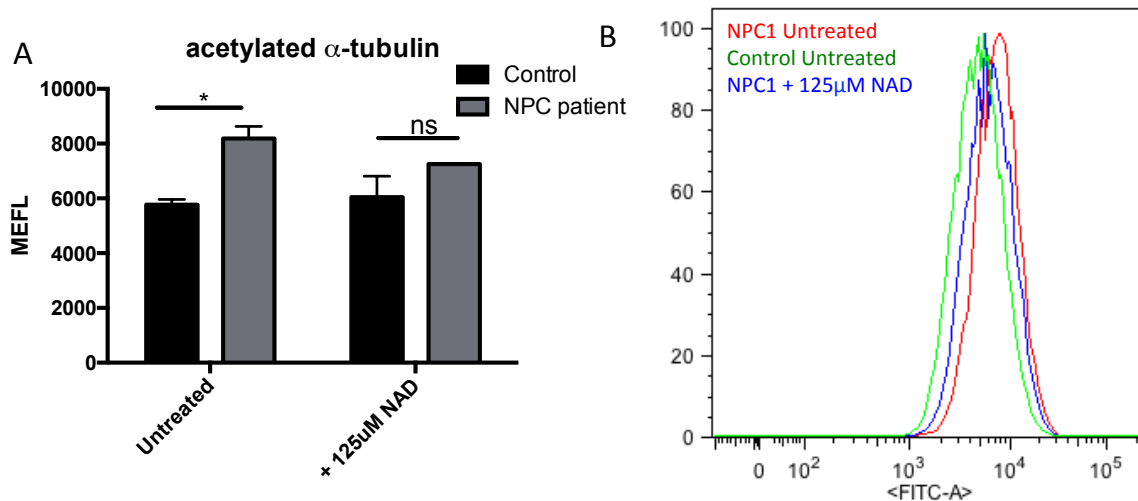 A
acetylated α-tubulin
Control
NPC patient
10000
8000
6000
4000
2000
0
MEFL
*
ns
Untreated
+ 125uM NAD
B
NPC1 Untreated
Control Untreated
NPC1 + 125μM NAD
100
80
60
40
20
0
0 10² 10³ 10⁴ 10⁵
<FITC-A>